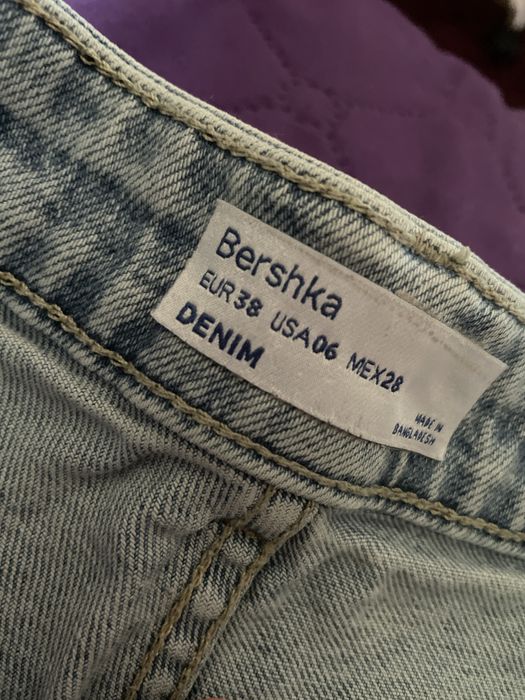 Bershka
EUR 38 USA 06 MEX 28
DENIM
MADE IN
BANGLADESH